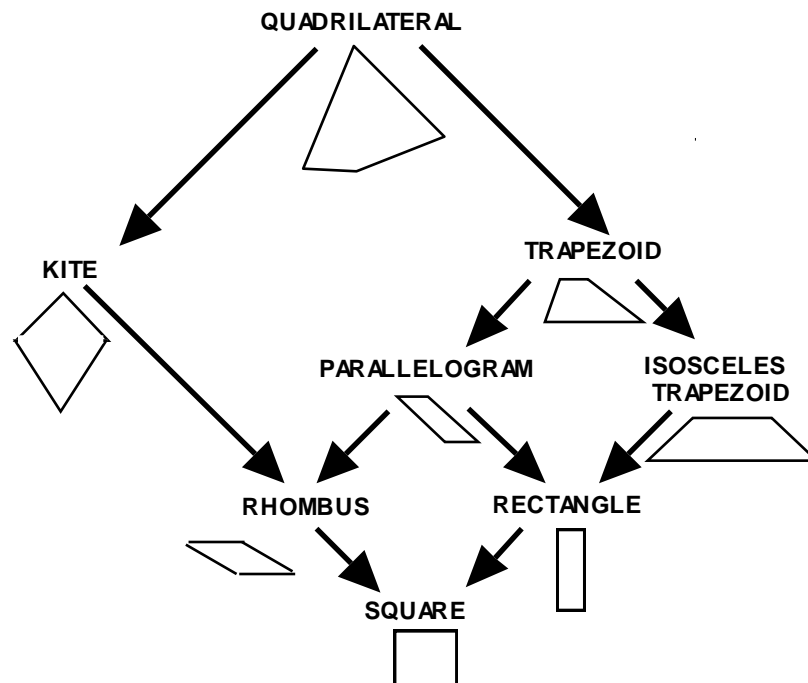 QUADRILATERAL
TRAPEZOID
KITE
PARALLELOGRAM
ISOSCELES
TRAPEZOID
RHOMBUS
RECTANGLE
SQUARE